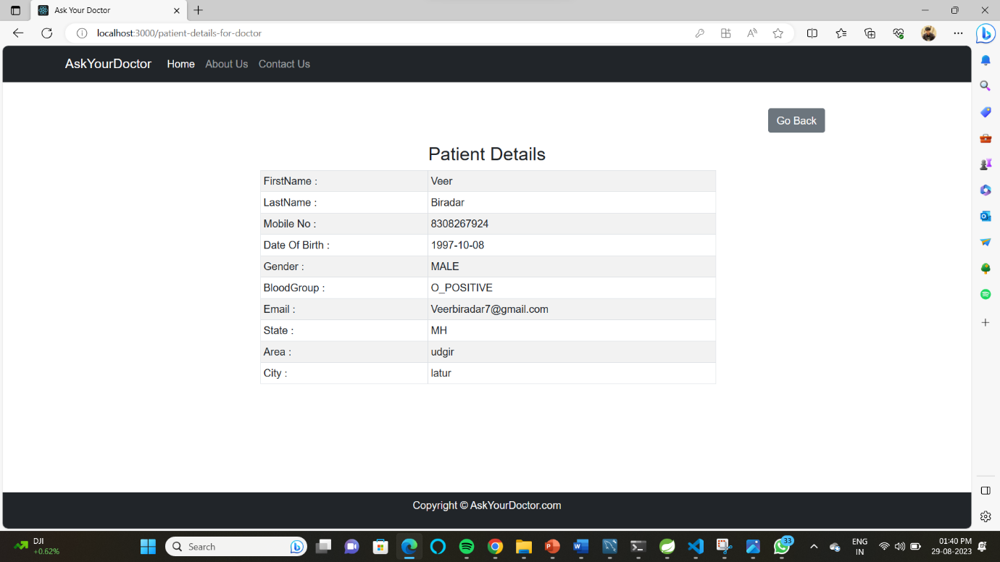 Ask Your Doctor
localhost:3000/patient-details-for-doctor
AskYourDoctor Home About Us Contact Us
Go Back
Patient Details
FirstName : Veer
LastName : Biradar
Mobile No : 8308267924
Date Of Birth : 1997-10-08
Gender : MALE
BloodGroup : O_POSITIVE
Email : Veerbiradar7@gmail.com
State : MH
Area : udgir
City : latur
Copyright © AskYourDoctor.com
DJI
+0.62%
Search
33
ENG
IN
01:40 PM
29-08-2023